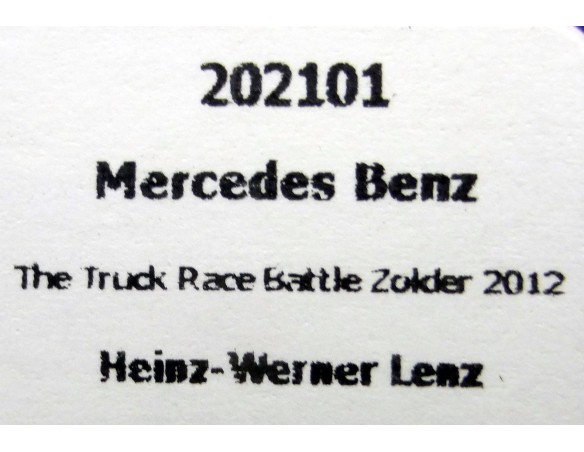 202101
Mercedes Benz
The Truck Race Battle Zolder 2012
Heinz-Werner Lenz